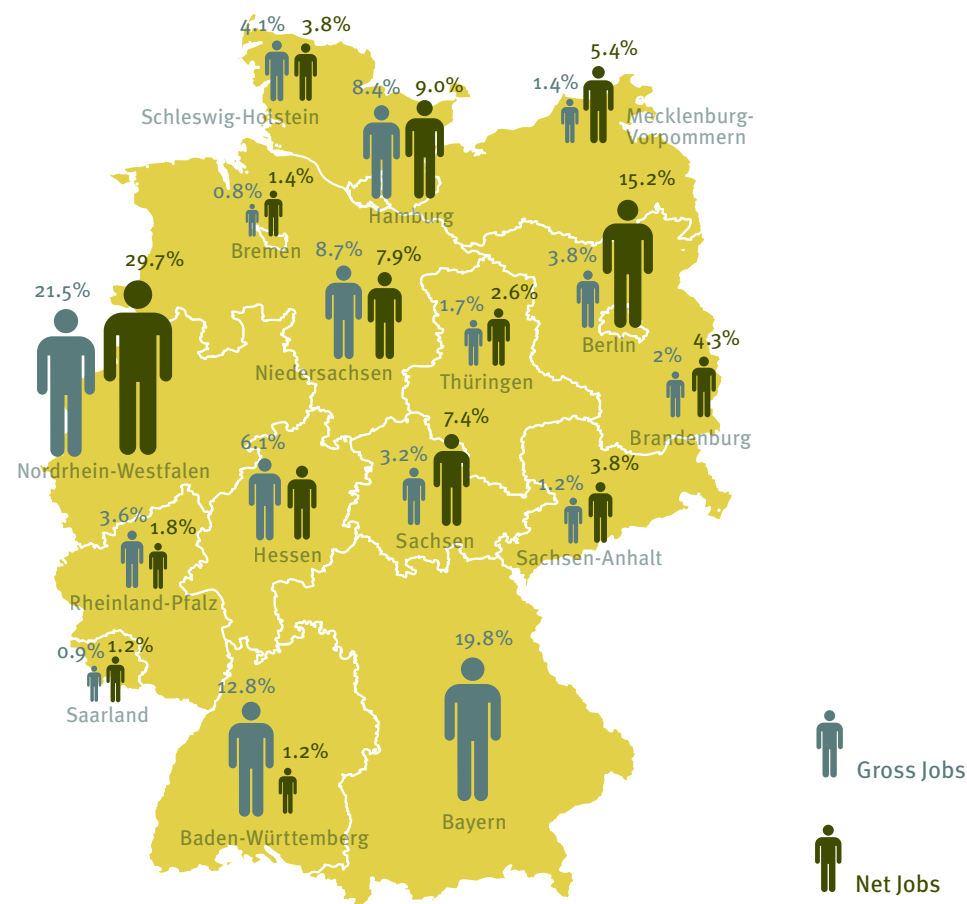 4.1%
3.8%
Schleswig-Holstein
8.4%
9.0%
Hamburg
1.4%
5.4%
Mecklenburg-
Vorpommern
0.8%
1.4%
Bremen
15.2%
3.8%
Berlin
21.5%
29.7%
Nordrhein-Westfalen
8.7%
7.9%
Niedersachsen
1.7%
2.6%
Thüringen
2%
4.3%
Brandenburg
6.1%
Hessen
3.2%
7.4%
Sachsen
1.2%
3.8%
Sachsen-Anhalt
3.6%
1.8%
Rheinland-Pfalz
0.9%
1.2%
Saarland
12.8%
1.2%
Baden-Württemberg
19.8%
Bayern
Gross Jobs
Net Jobs